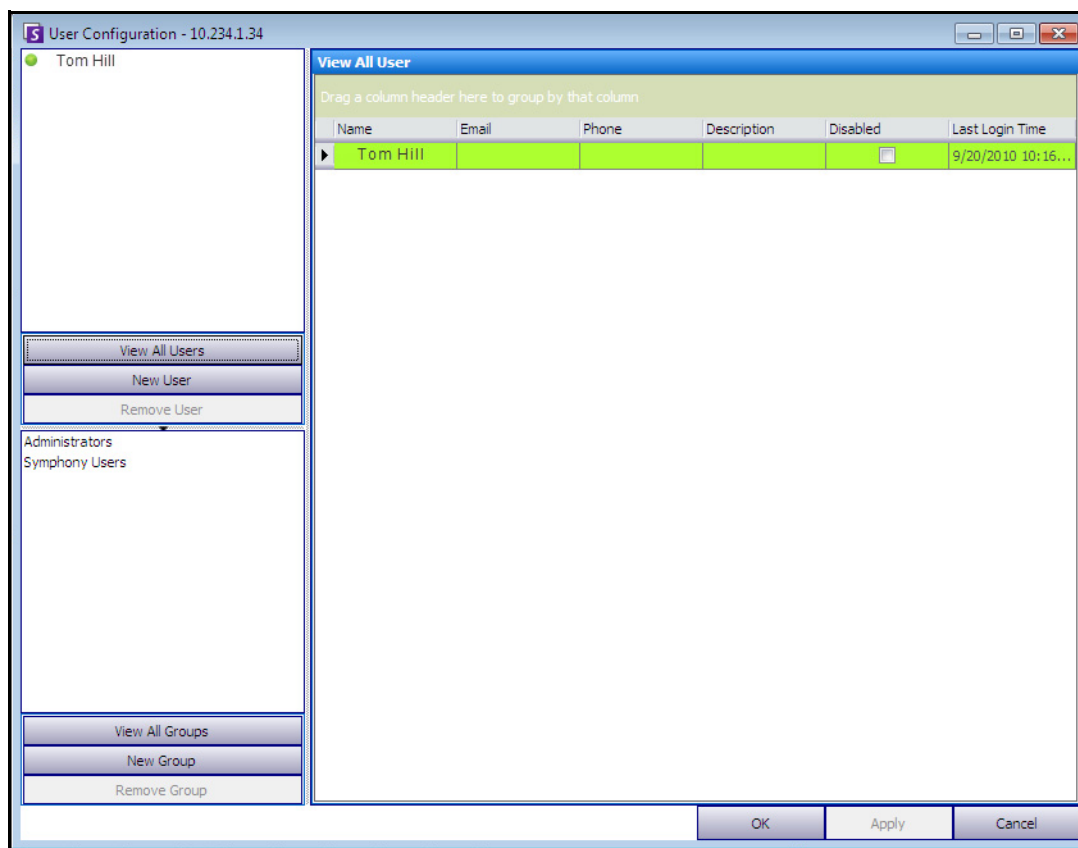 User Configuration - 10.234.1.34
Tom Hill
View All Users
New User
Remove User
Administrators
Symphony Users
View All Groups
New Group
Remove Group
View All User
Drag a column header here to group by that column
Name Email Phone Description Disabled Last Login Time
Tom Hill 9/20/2010 10:16...
OK Apply Cancel